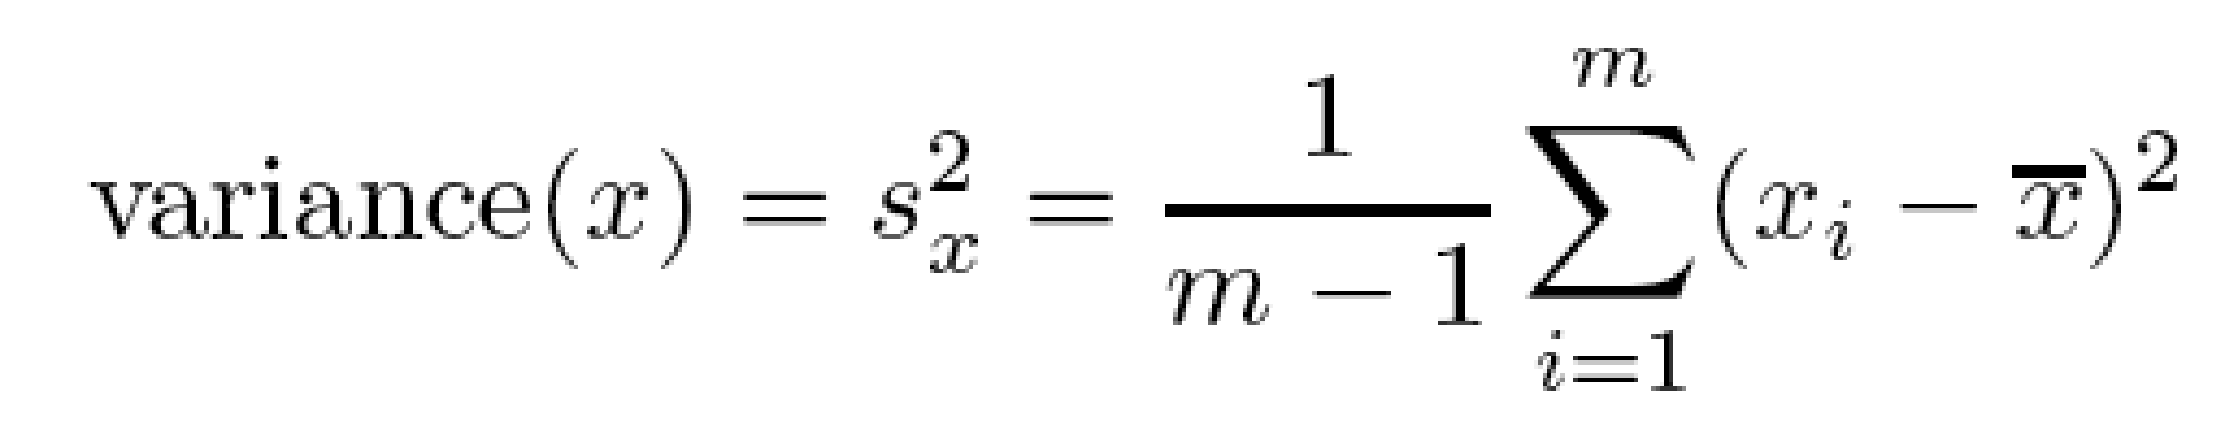 variance(x) = s_x^2 = \frac{1}{m-1} \sum_{i=1}^{m} (x_i - \overline{x})^2